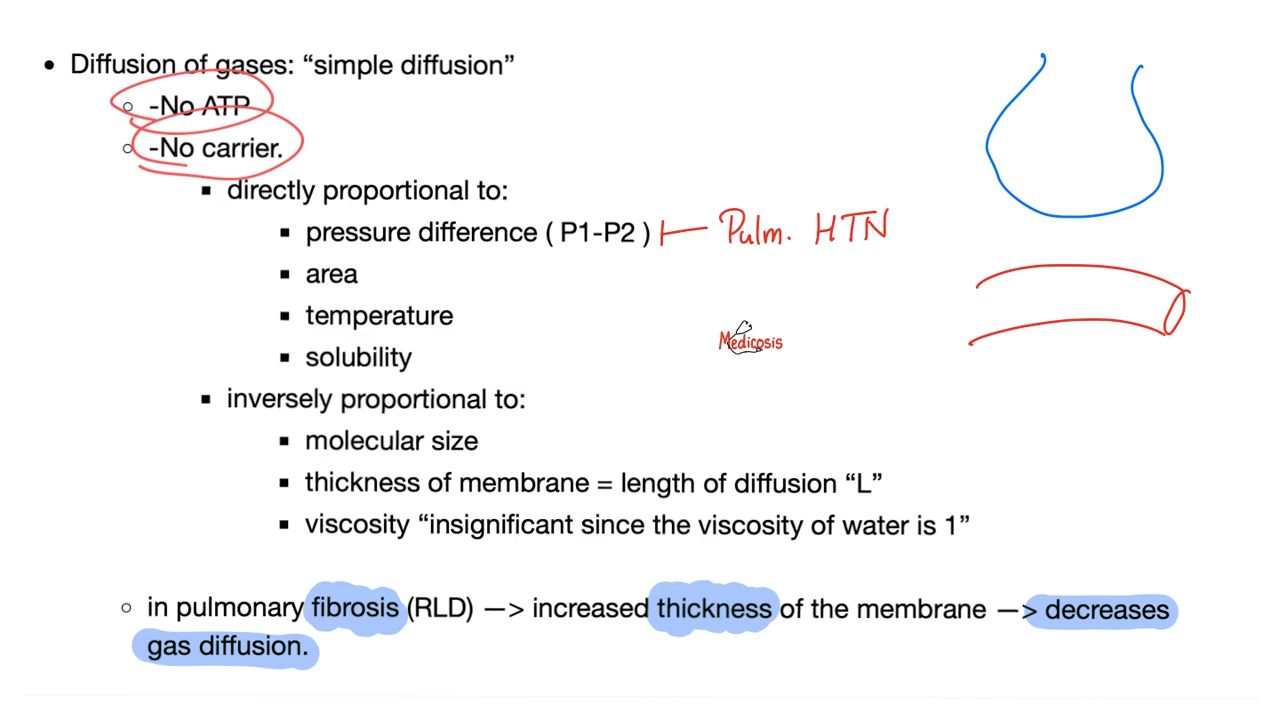 Diffusion of gases: “simple diffusion”
-No ATP
-No carrier.
directly proportional to:
pressure difference ( P1-P2 ) Pulm. HTN
area
temperature
Medicosis
solubility
inversely proportional to:
molecular size
thickness of membrane = length of diffusion “L”
viscosity “insignificant since the viscosity of water is 1”
in pulmonary fibrosis (RLD) —> increased thickness of the membrane —> decreases
gas diffusion.